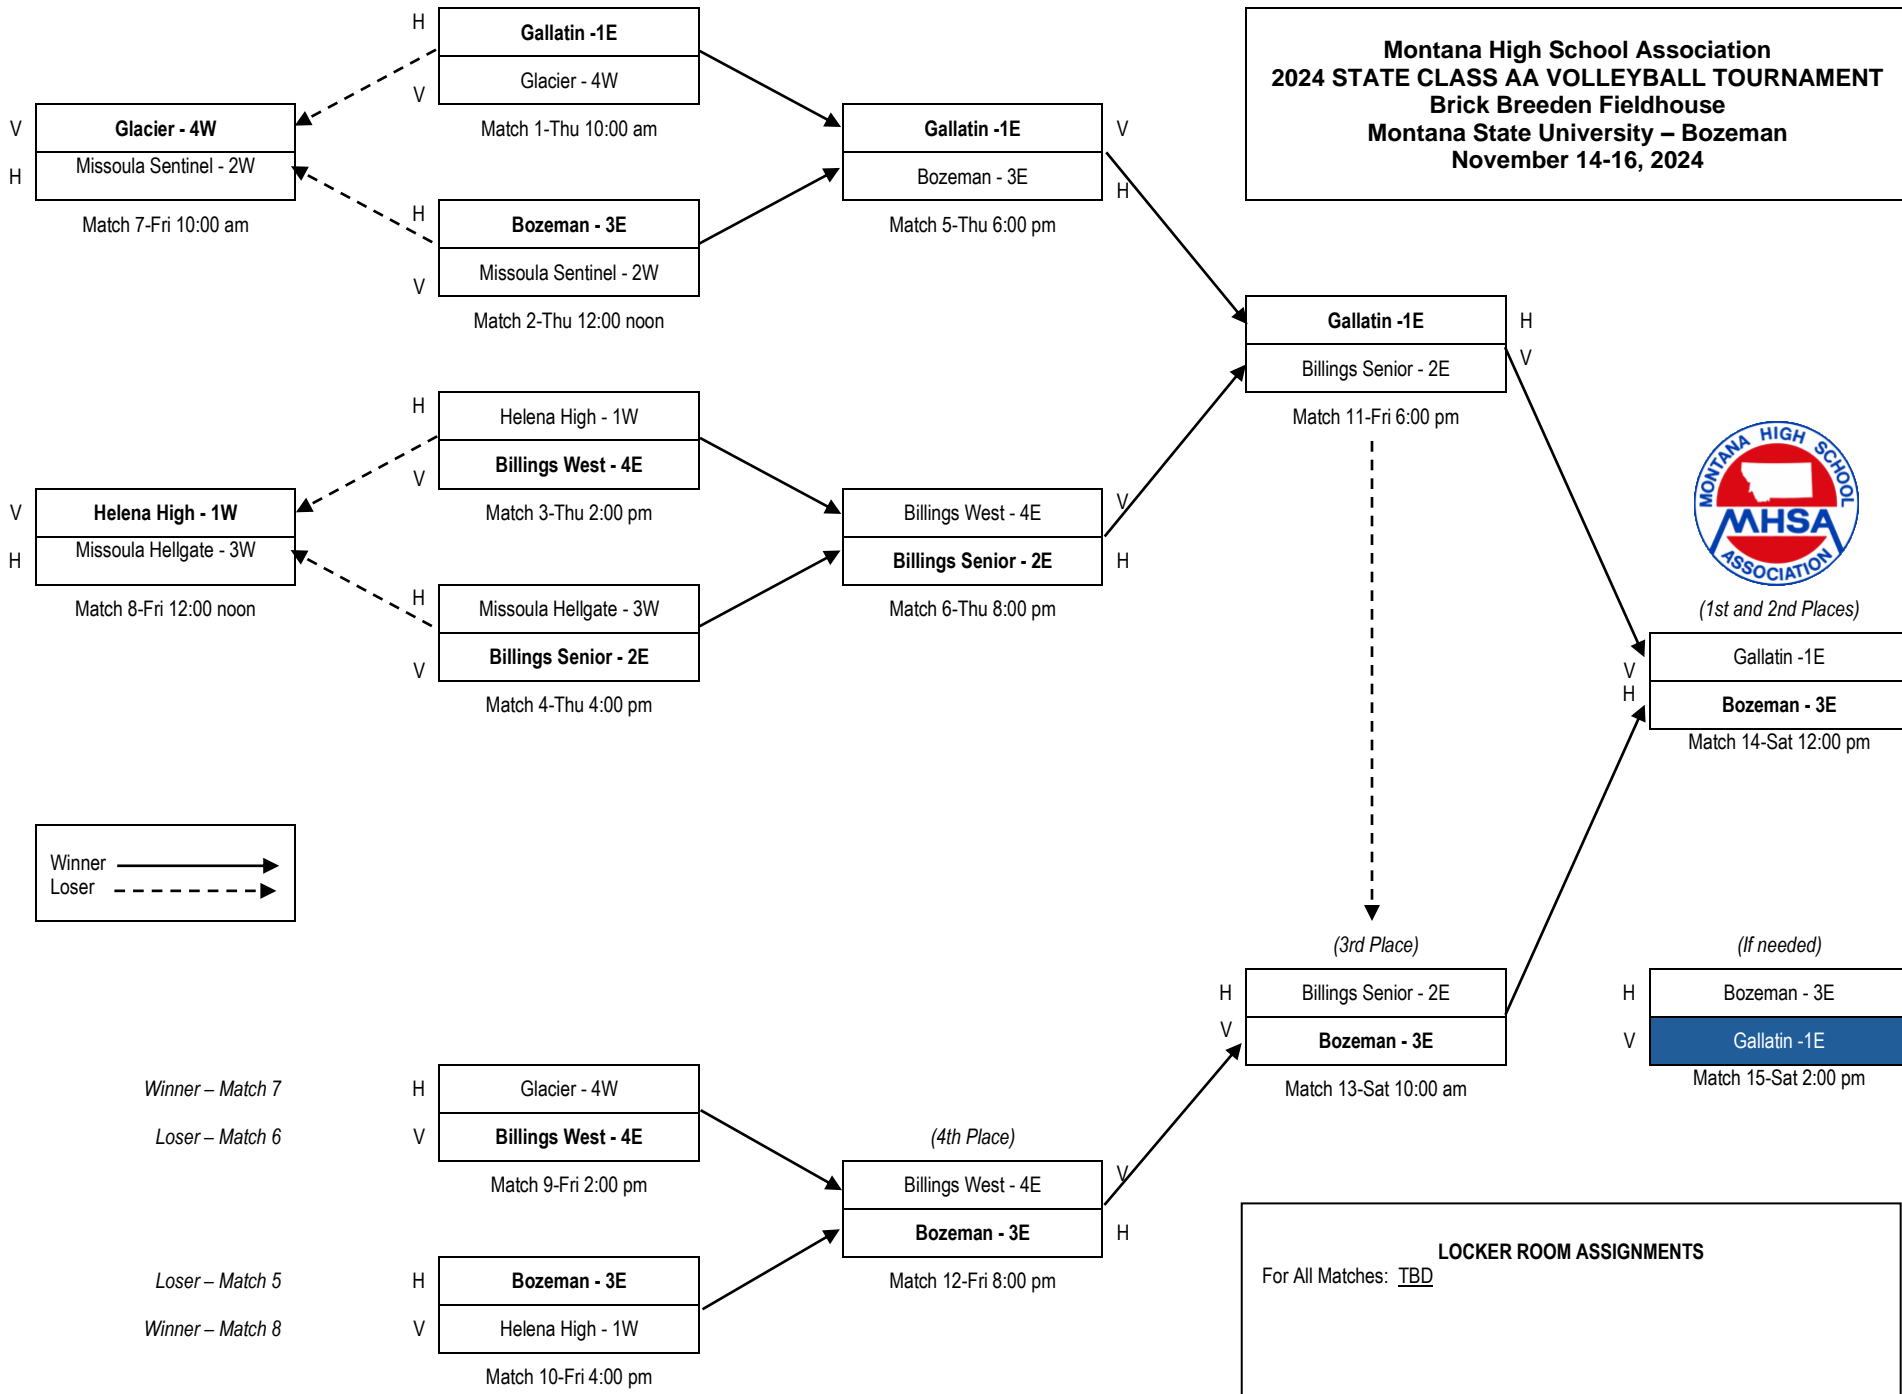 Montana High School Association
2024 STATE CLASS AA VOLLEYBALL TOURNAMENT
Brick Breeden Fieldhouse
Montana State University – Bozeman
November 14-16, 2024
H
Gallatin -1E
V
Glacier - 4W
Match 1-Thu 10:00 am
V
Glacier - 4W
H
Missoula Sentinel - 2W
Match 7-Fri 10:00 am
H
Bozeman - 3E
V
Missoula Sentinel - 2W
Match 2-Thu 12:00 noon
Gallatin -1E
V
Bozeman - 3E
H
Match 5-Thu 6:00 pm
Gallatin -1E
H
Billings Senior - 2E
V
Match 11-Fri 6:00 pm
H
Helena High - 1W
V
Billings West - 4E
Match 3-Thu 2:00 pm
V
Helena High - 1W
H
Missoula Hellgate - 3W
Match 8-Fri 12:00 noon
H
Missoula Hellgate - 3W
V
Billings Senior - 2E
Match 4-Thu 4:00 pm
Billings West - 4E
V
Billings Senior - 2E
H
Match 6-Thu 8:00 pm
MONTANA HIGH SCHOOL
MHSA
ASSOCIATION
(1st and 2nd Places)
V
Gallatin -1E
H
Bozeman - 3E
Match 14-Sat 12:00 pm
Winner
Loser
(3rd Place)
H
Billings Senior - 2E
V
Bozeman - 3E
Match 13-Sat 10:00 am
(If needed)
H
Bozeman - 3E
V
Gallatin -1E
Match 15-Sat 2:00 pm
Winner – Match 7
H
Glacier - 4W
Loser – Match 6
V
Billings West - 4E
Match 9-Fri 2:00 pm
(4th Place)
Billings West - 4E
V
Bozeman - 3E
H
Match 12-Fri 8:00 pm
Loser – Match 5
H
Bozeman - 3E
Winner – Match 8
V
Helena High - 1W
Match 10-Fri 4:00 pm
LOCKER ROOM ASSIGNMENTS
For All Matches: TBD